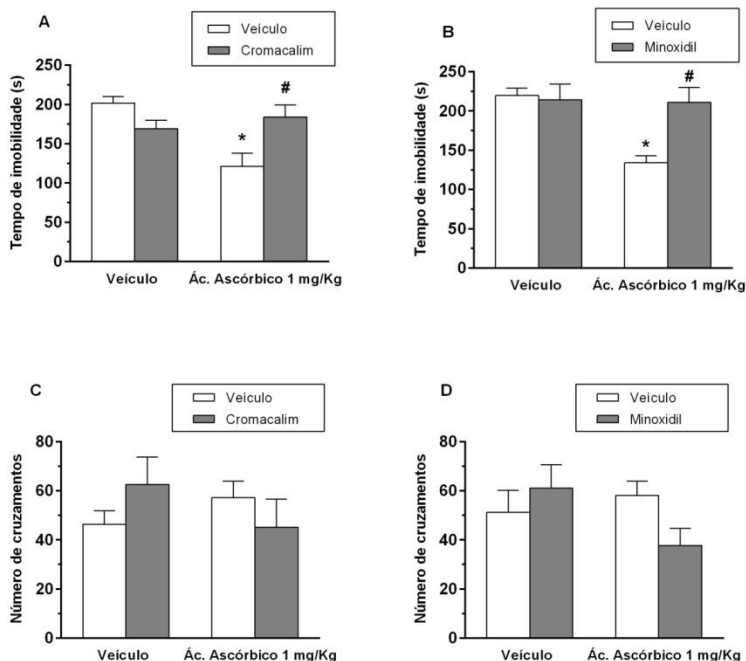 A
Veículo
Cromacalim
Tempo de imobilidade (s)
250
200
150
100
50
0
*
#
Veículo Ác. Ascórbico 1 mg/Kg
B
Veículo
Minoxidil
Tempo de imobilidade (s)
250
200
150
100
50
0
*
#
Veículo Ác. Ascórbico 1 mg/Kg
C
Veículo
Cromacalim
Número de cruzamentos
80
60
40
20
0
Veículo Ác. Ascórbico 1 mg/Kg
D
Veículo
Minoxidil
Número de cruzamentos
80
60
40
20
0
Veículo Ác. Ascórbico 1 mg/Kg